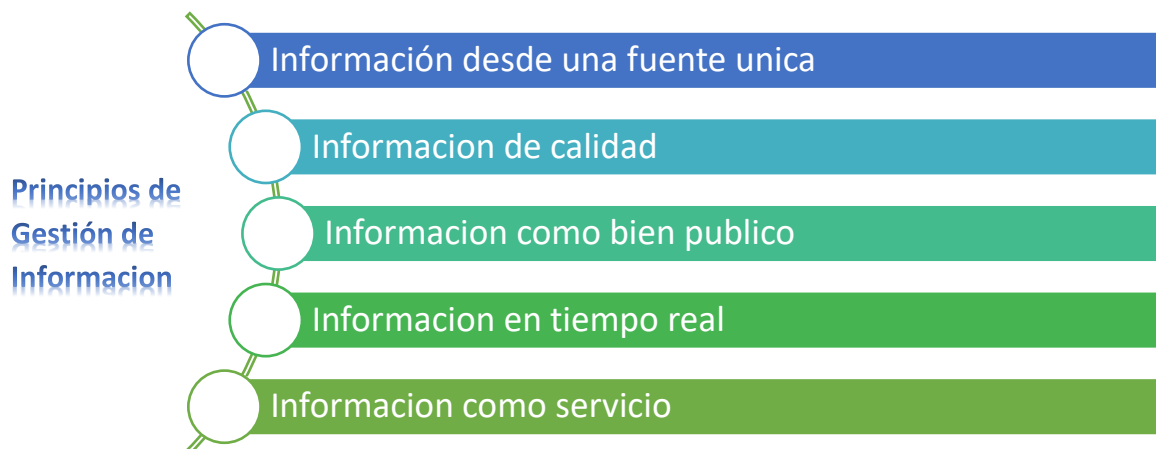 Principios de
Gestión de
Informacion
Información desde una fuente unica
Informacion de calidad
Informacion como bien publico
Informacion en tiempo real
Informacion como servicio